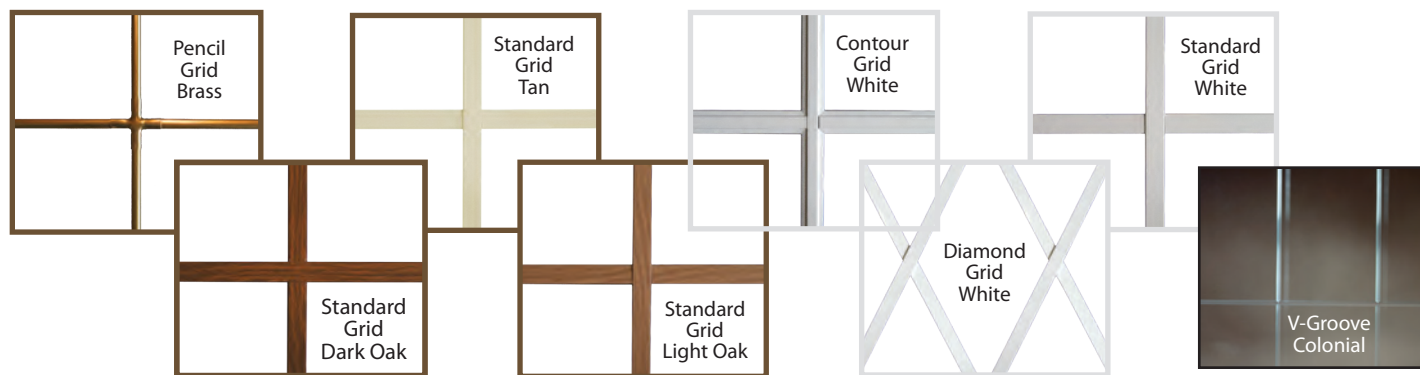 Pencil
Grid
Brass
Standard
Grid
Tan
Contour
Grid
White
Standard
Grid
White
Standard
Grid
Dark Oak
Standard
Grid
Light Oak
Diamond
Grid
White
V-Groove
Colonial